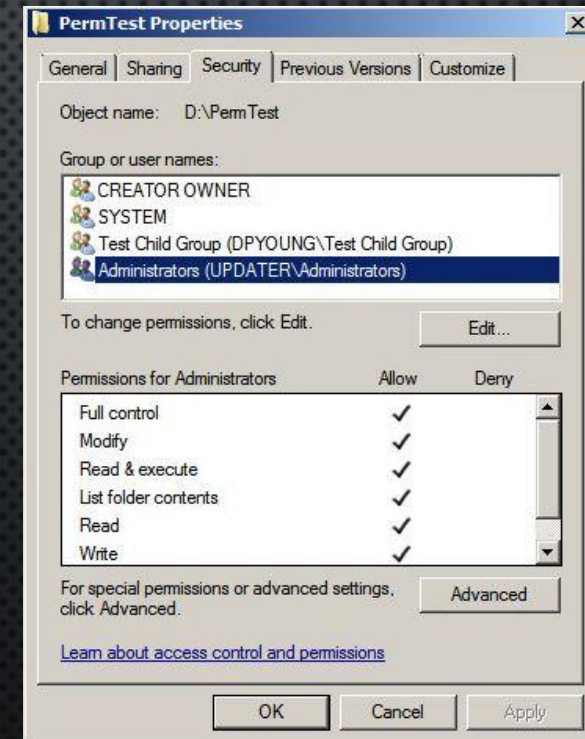 PermTest Properties
General Sharing Security Previous Versions Customize
Object name: D:\PermTest
Group or user names:
CREATOR OWNER
SYSTEM
Test Child Group (DPYOUNG\Test Child Group)
Administrators (UPDATER\Administrators)
To change permissions, click Edit.
Edit...
Permissions for Administrators Allow Deny
Full control
Modify
Read & execute
List folder contents
Read
Write
For special permissions or advanced settings,
click Advanced.
Advanced
Learn about access control and permissions
OK Cancel Apply